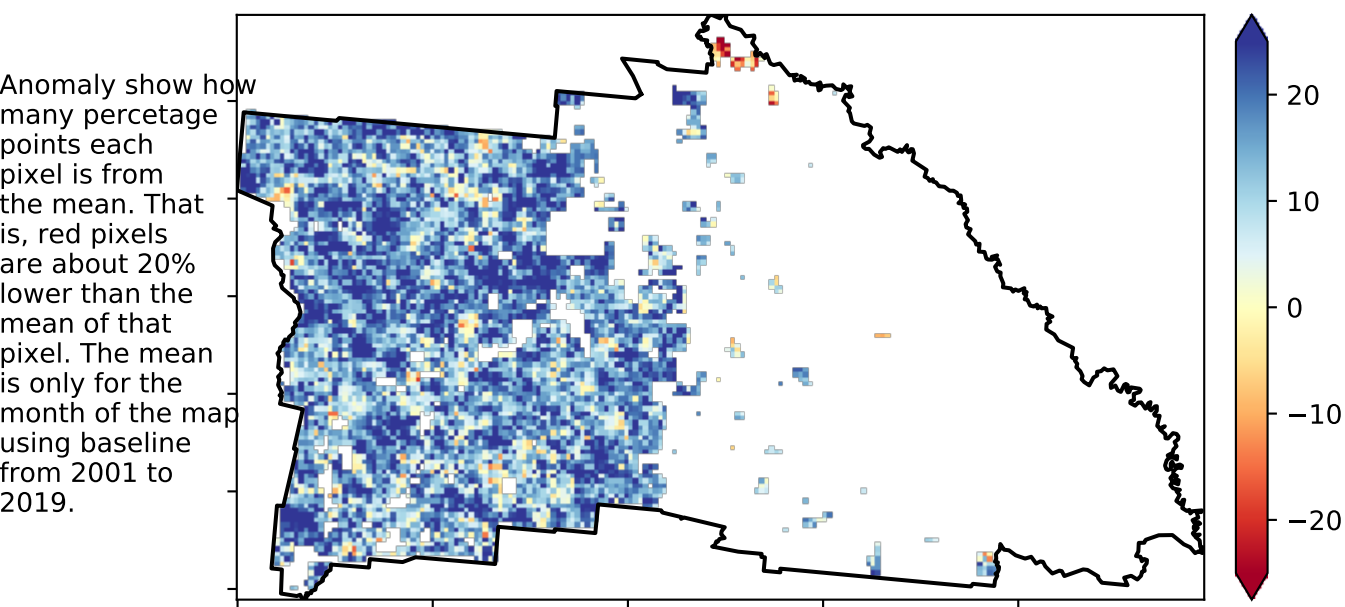 Anomaly show how
many percetage
points each
pixel is from
the mean. That
is, red pixels
are about 20%
lower than the
mean of that
pixel. The mean
is only for the
month of the map
using baseline
from 2001 to
2019.
20
10
0
−10
−20